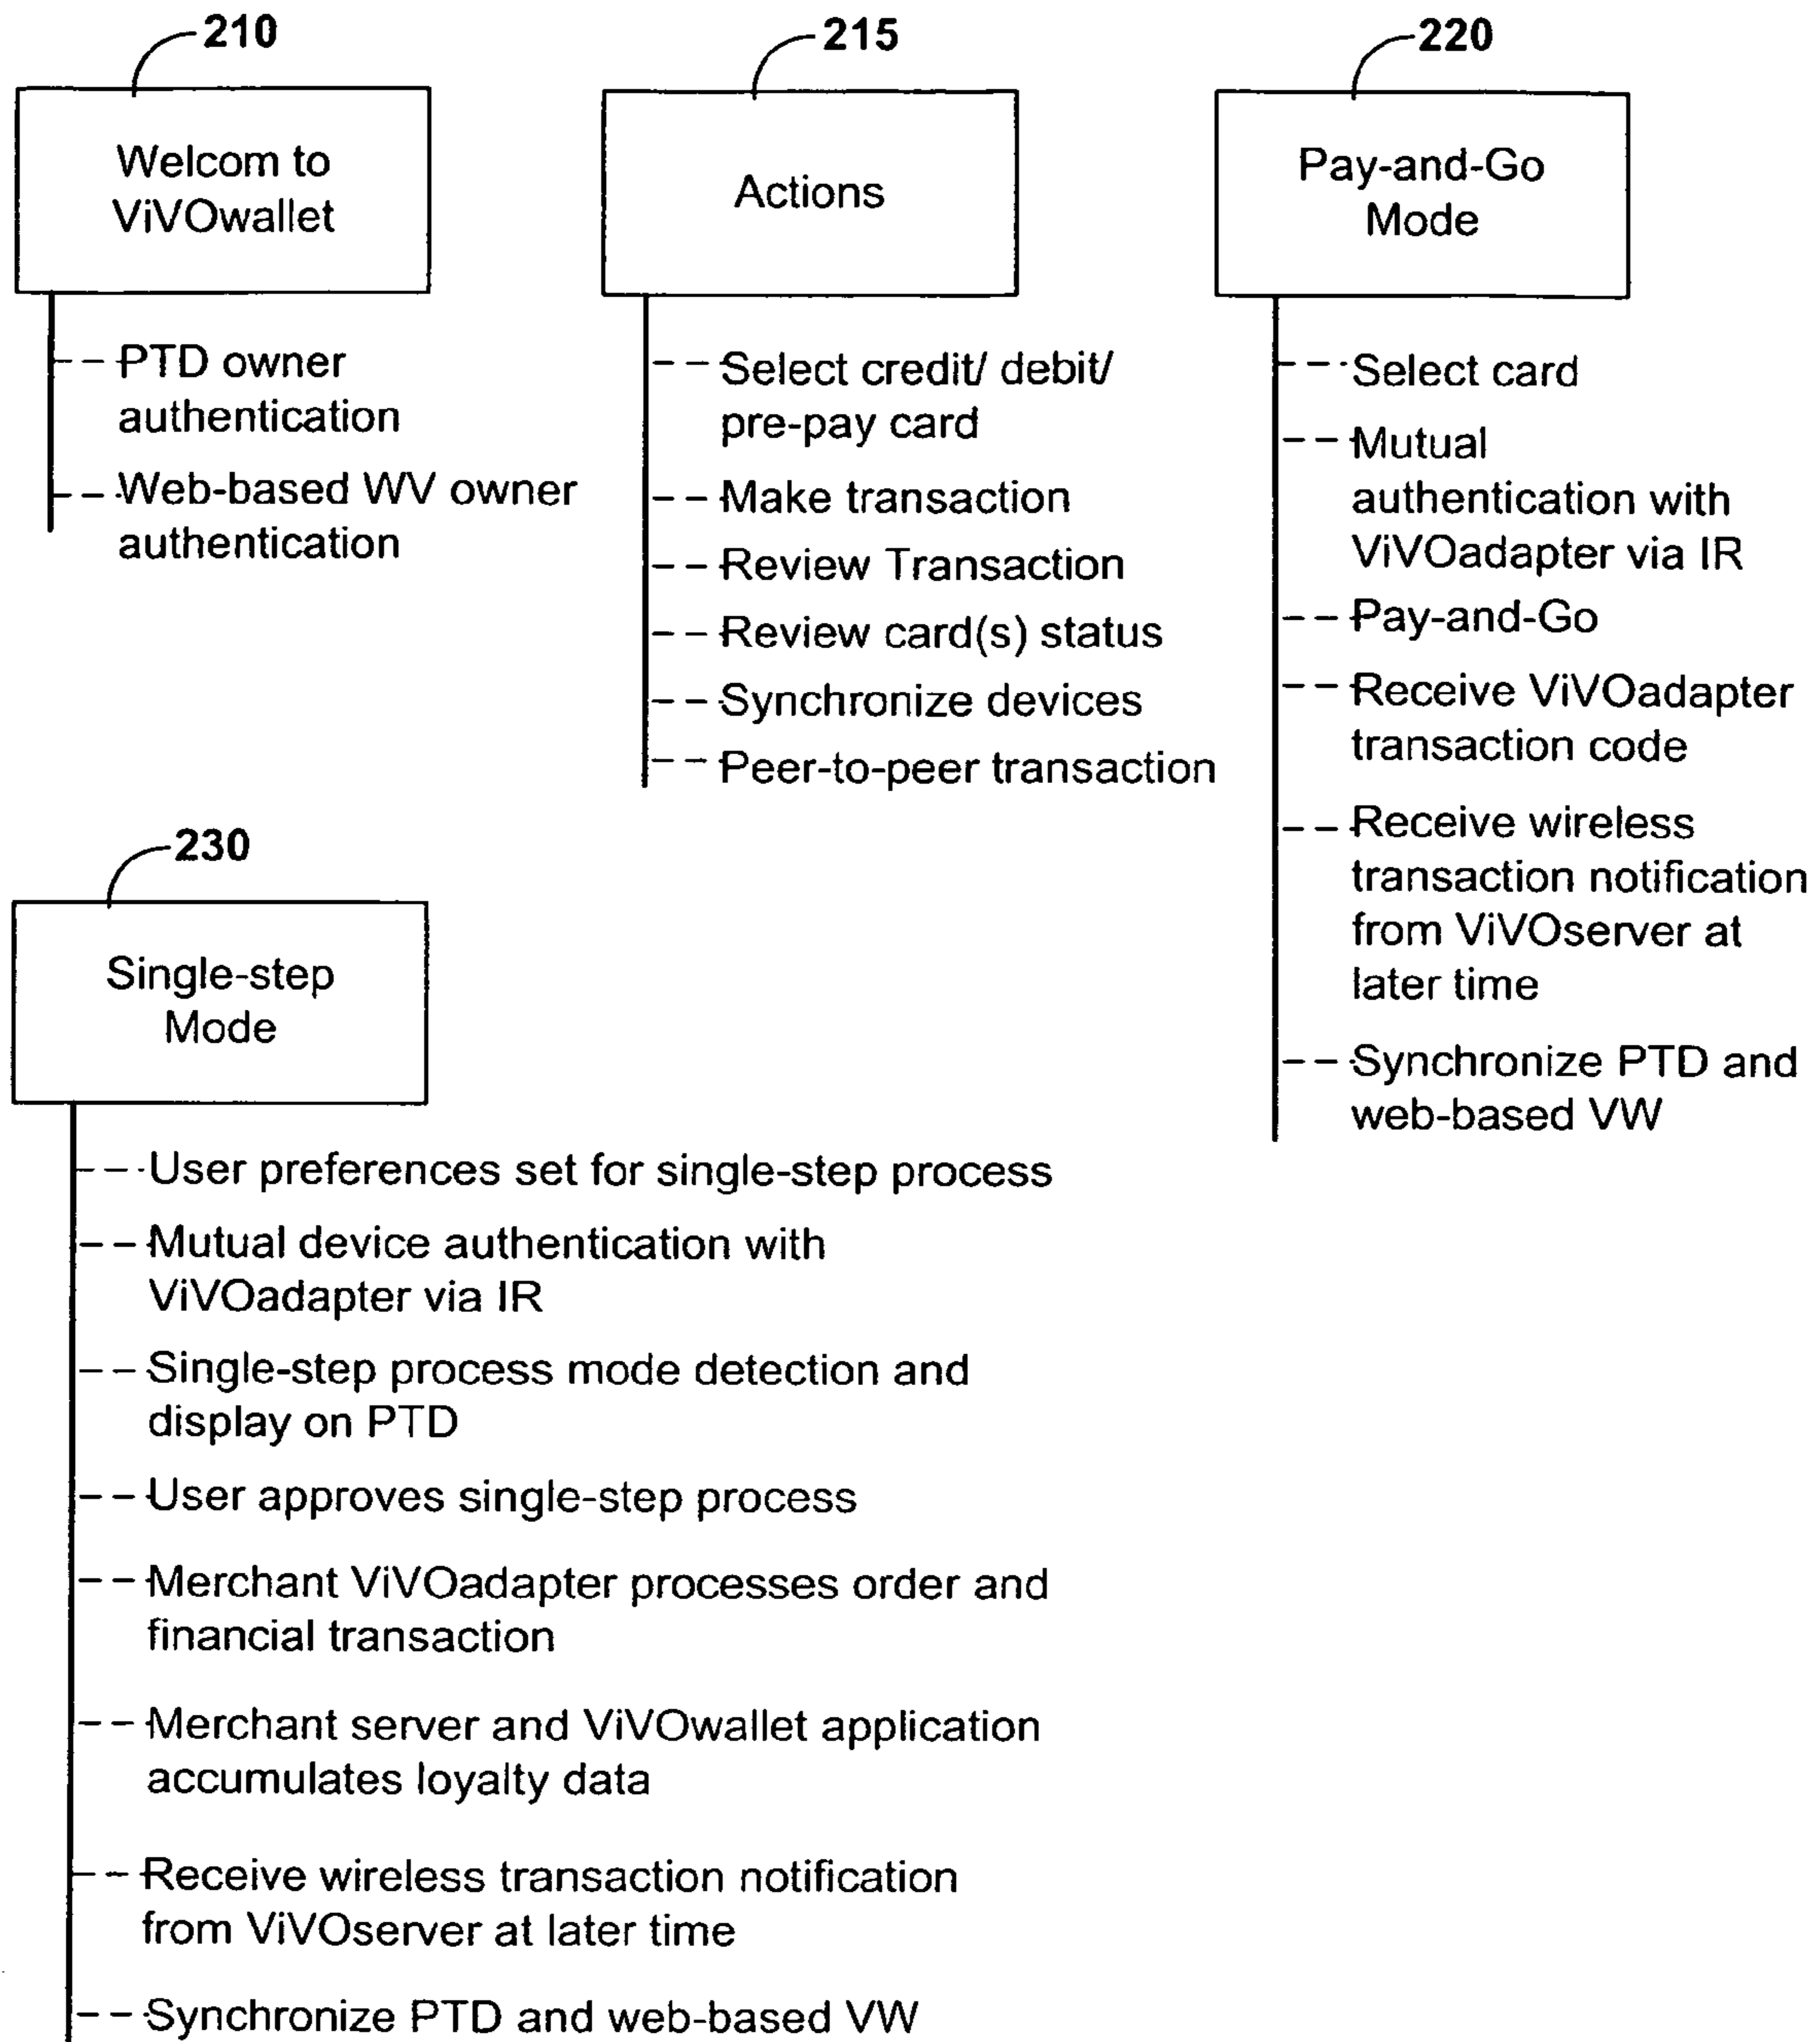 210
Welcom to
ViVOwallet
PTD owner
authentication
Web-based WV owner
authentication
215
Actions
Select credit/ debit/
pre-pay card
Make transaction
Review Transaction
Review card(s) status
Synchronize devices
Peer-to-peer transaction
220
Pay-and-Go
Mode
Select card
Mutual
authentication with
ViVOadapter via IR
Pay-and-Go
Receive ViVOadapter
transaction code
Receive wireless
transaction notification
from ViVOserver at
later time
Synchronize PTD and
web-based VW
230
Single-step
Mode
User preferences set for single-step process
Mutual device authentication with
ViVOadapter via IR
Single-step process mode detection and
display on PTD
User approves single-step process
Merchant ViVOadapter processes order and
financial transaction
Merchant server and ViVOwallet application
accumulates loyalty data
Receive wireless transaction notification
from ViVOserver at later time
Synchronize PTD and web-based VW